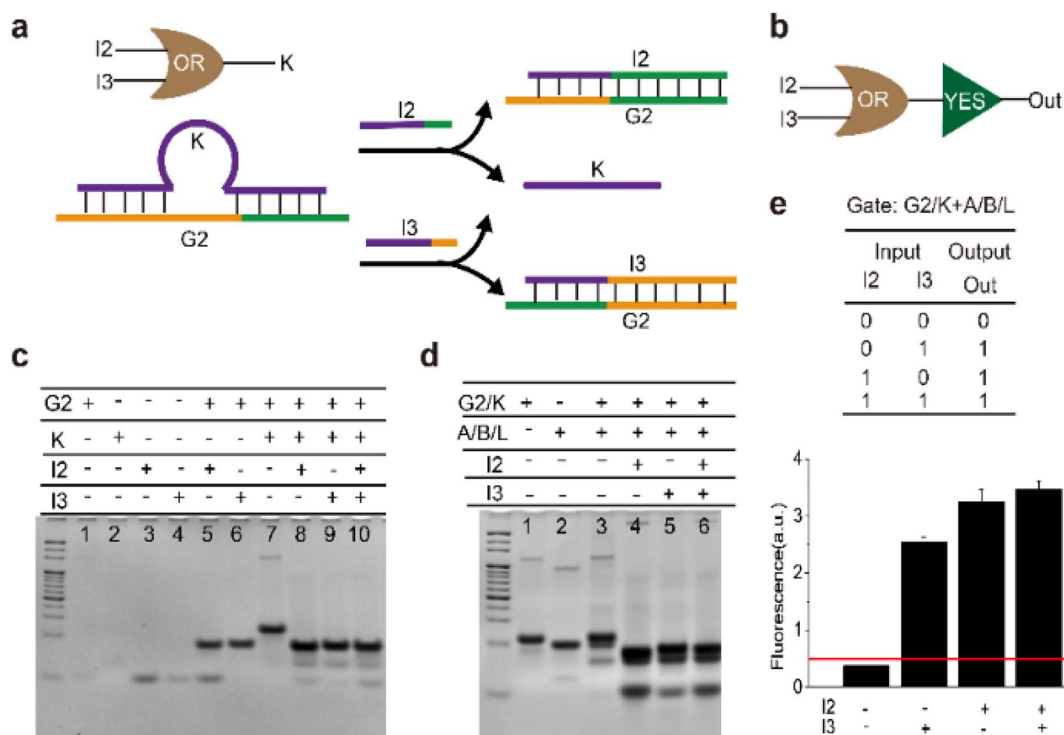 a
I2
I3
OR
K
K
G2
I2
I3
I2
G2
K
I3
G2
b
I2
I3
OR
YES
Out
e
Gate: G2/K+A/B/L
Input Output
I2 I3 Out
0 0 0
0 1 1
1 0 1
1 1 1
c
G2 + - - - + + + + + +
K - + - - - - + + + +
I2 - - + - + - - + - +
I3 - - - + - + - - + +
1 2 3 4 5 6 7 8 9 10
d
G2/K + - + + + +
A/B/L - + + + + +
I2 - - - + - +
I3 - - - - + +
1 2 3 4 5 6
Fluorescence(a.u.)
4
3
2
1
0
I2 - - + +
I3 - + - +